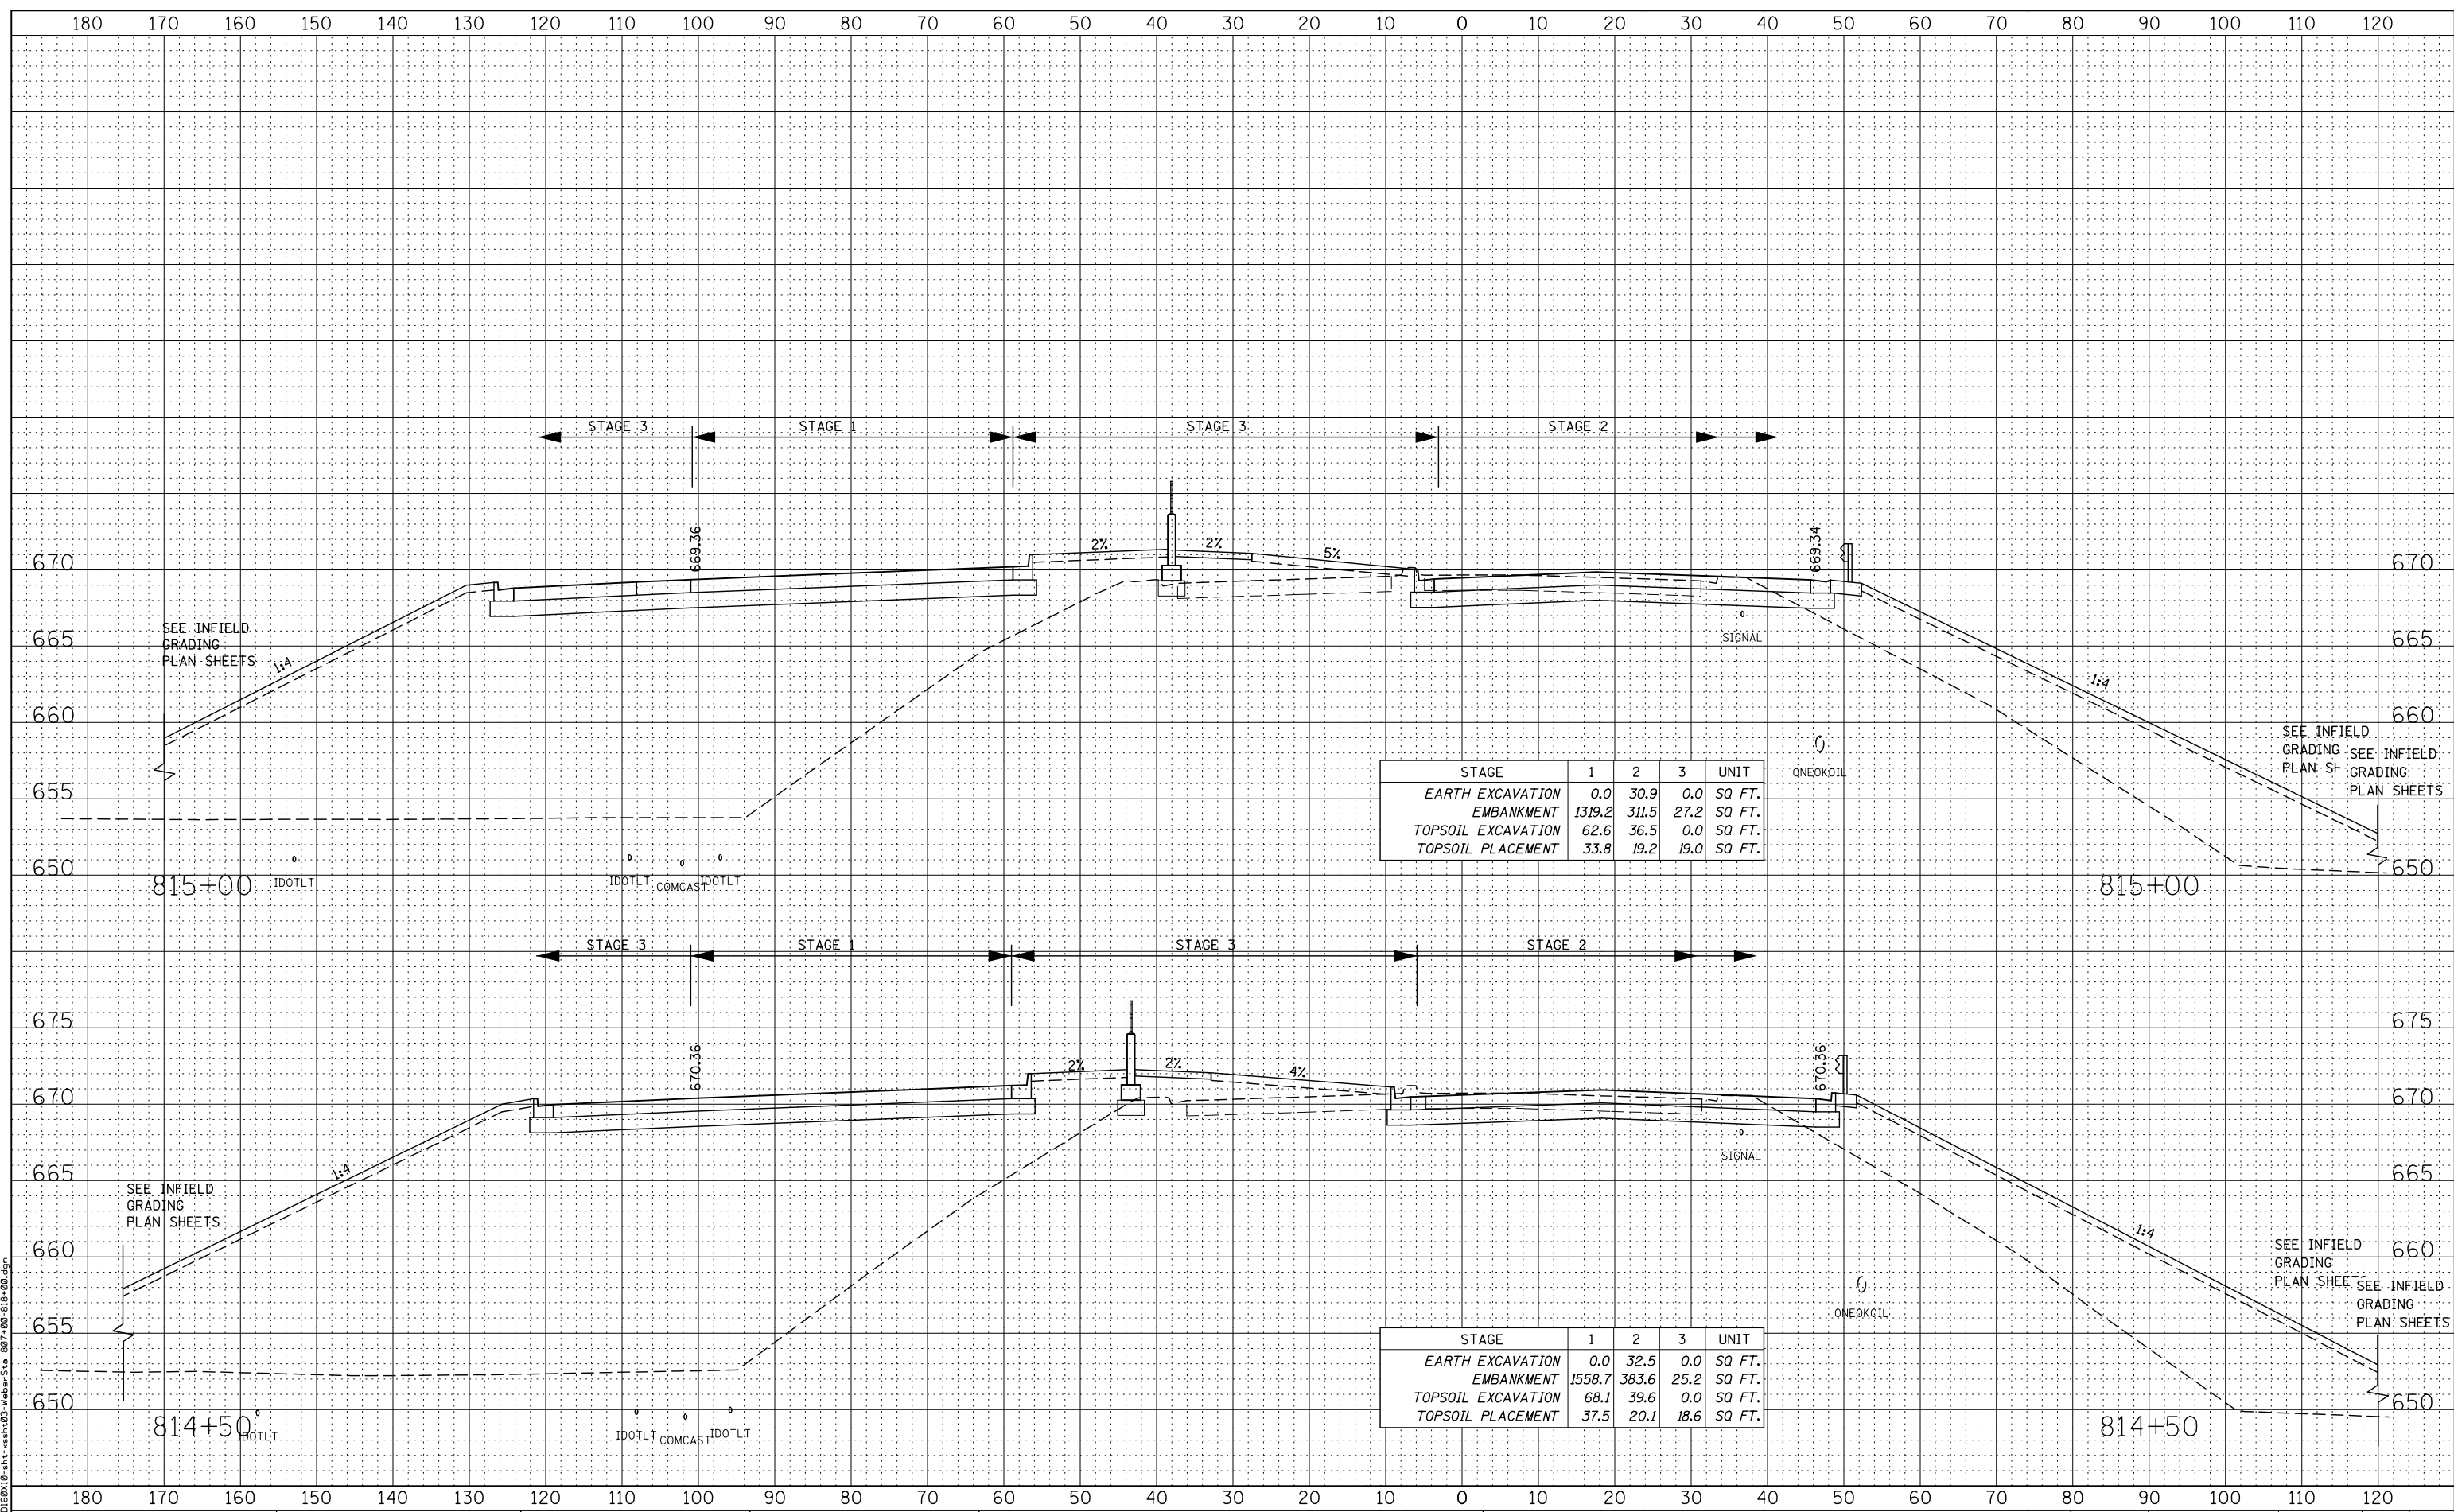 180 170 160 150 140 130 120 110 100 90 80 70 60 50 40 30 20 10 0 10 20 30 40 50 60 70 80 90 100 110 120
STAGE 3 STAGE 1 STAGE 3 STAGE 2
669.36 2% 2% 5% 669.34
670 670
SEE INFIELD
GRADING
PLAN SHEETS
1:4
SIGNAL
665 665
1:4
660 660
SEE INFIELD
GRADING
PLAN SH
SEE INFIELD
GRADING
PLAN SHEETS
ONEOKOIL
STAGE 1 2 3 UNIT
EARTH EXCAVATION 0.0 30.9 0.0 SQ FT.
EMBANKMENT 1319.2 311.5 27.2 SQ FT.
TOPSOIL EXCAVATION 62.6 36.5 0.0 SQ FT.
TOPSOIL PLACEMENT 33.8 19.2 19.0 SQ FT.
655
650 650
815+00 IDOTLT IDOTLT COMCAST IDOTLT 815+00
STAGE 3 STAGE 1 STAGE 3 STAGE 2
675 675
670.36 2% 2% 4% 670.36
670 670
SIGNAL
665 665
1:4
SEE INFIELD
GRADING
PLAN SHEETS
1:4
660 660
SEE INFIELD
GRADING
PLAN SHEET
SEE INFIELD
GRADING
PLAN SHEETS
ONEOKOIL
655
STAGE 1 2 3 UNIT
EARTH EXCAVATION 0.0 32.5 0.0 SQ FT.
EMBANKMENT 1558.7 383.6 25.2 SQ FT.
TOPSOIL EXCAVATION 68.1 39.6 0.0 SQ FT.
TOPSOIL PLACEMENT 37.5 20.1 18.6 SQ FT.
650 650
814+50 IDOTLT IDOTLT COMCAST IDOTLT 814+50
180 170 160 150 140 130 120 110 100 90 80 70 60 50 40 30 20 10 0 10 20 30 40 50 60 70 80 90 100 110 120
D160X10-sht-xssht03-WeberSta 807+00-818+00.dgn